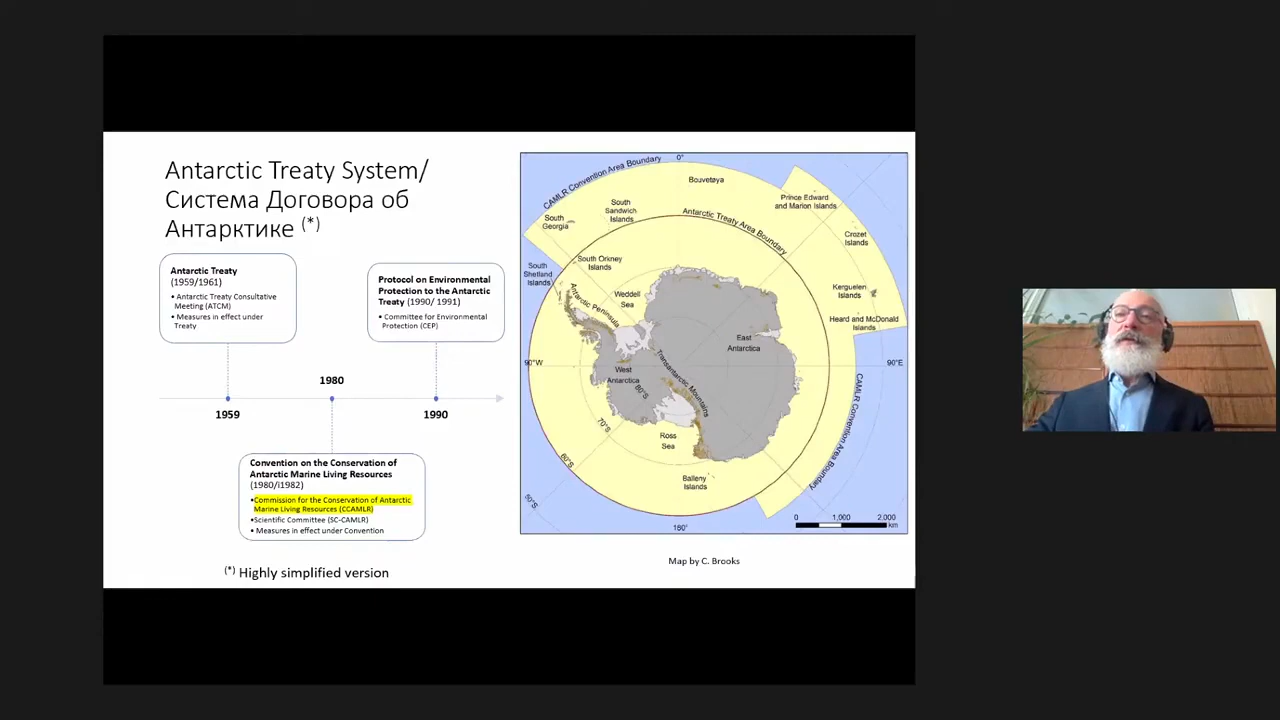 Antarctic Treaty System/
Система Договора об
Антарктике (*)
Antarctic Treaty
(1959/1961)
• Antarctic Treaty Consultative
Meeting (ATCM)
• Measures in effect under
Treaty
Protocol on Environmental
Protection to the Antarctic
Treaty (1990/ 1991)
• Committee for Environmental
Protection (CEP)
1980
1959
1990
Convention on the Conservation of
Antarctic Marine Living Resources
(1980/i1982)
•Commission for the Conservation of Antarctic
Marine Living Resources (CCAMLR)
•Scientific Committee (SC-CAMLR)
• Measures in effect under Convention
(*) Highly simplified version
CAMLR Convention Area Boundary
0°
Bouvetøya
Prince Edward
and Marion Islands
South
Sandwich
Islands
South
Georgia
Antarctic Treaty Area Boundary
Crozet
Islands
South Orkney
Islands
South
Shetland
Islands
Kerguelen
Islands
Antarctic Peninsula
Weddell
Sea
Heard and McDonald
Islands
East
Antarctica
90°W
90°E
West
Antarctica
80°S
Transantarctic Mountains
70°S
Ross
Sea
60°S
Balleny
Islands
50°S
CAMLR Convention Area Boundary
180°
0 1,000 2,000
km
Map by C. Brooks